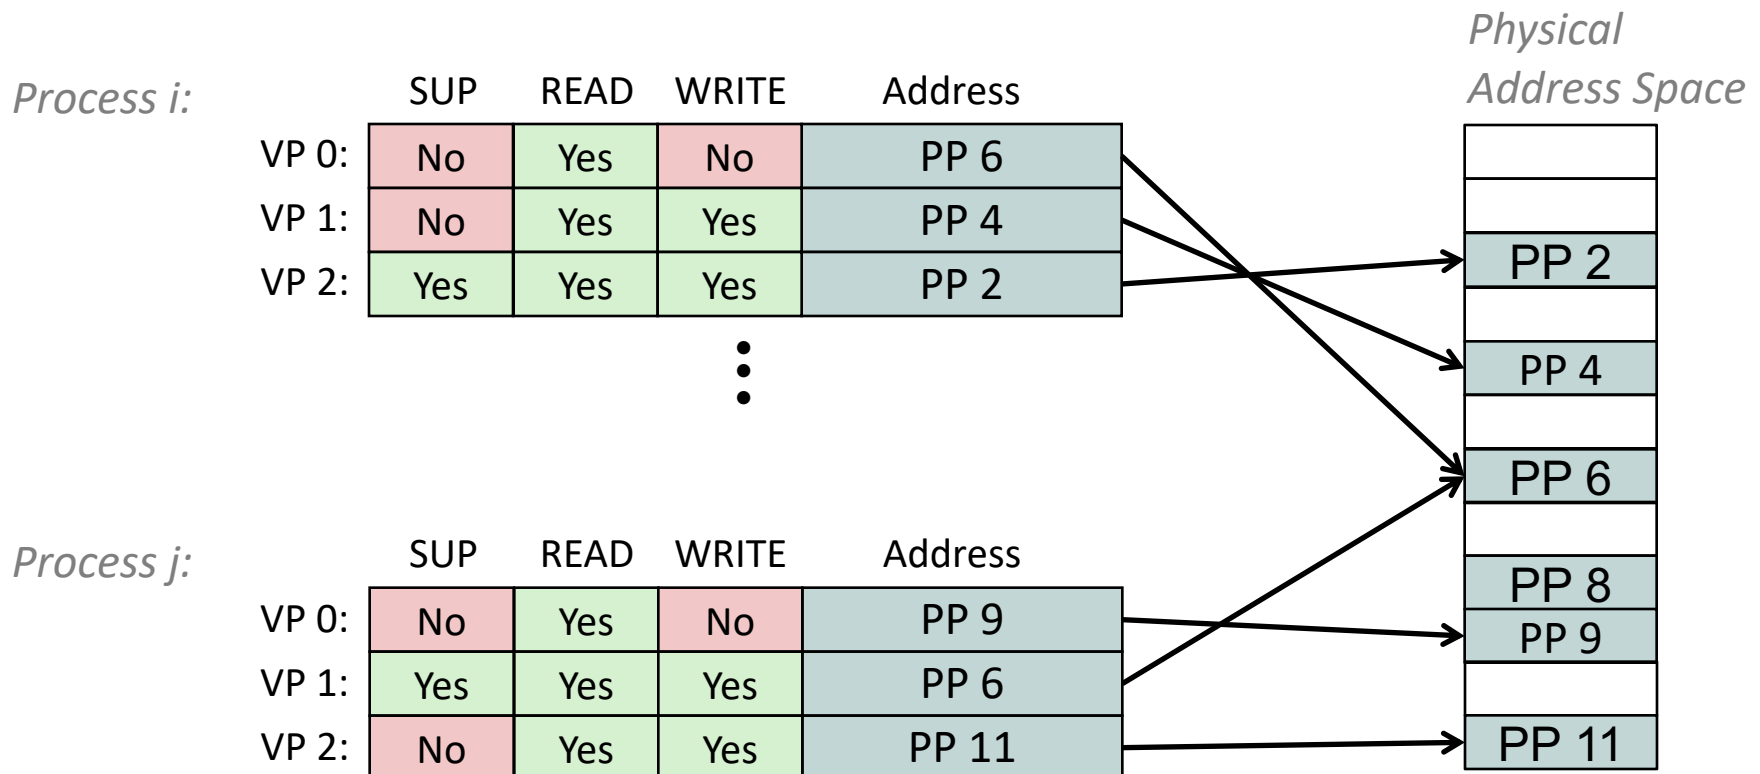 Physical
Address Space
Process i:
SUP READ WRITE Address
VP 0: No Yes No PP 6
VP 1: No Yes Yes PP 4
VP 2: Yes Yes Yes PP 2
PP 2
PP 4
PP 6
PP 8
PP 9
PP 11
Process j:
SUP READ WRITE Address
VP 0: No Yes No PP 9
VP 1: Yes Yes Yes PP 6
VP 2: No Yes Yes PP 11